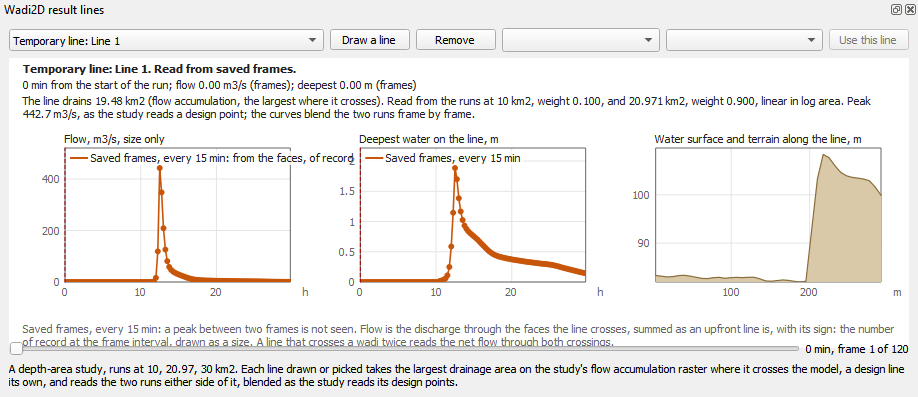 Wadi2D result lines
Temporary line: Line 1
Draw a line
Remove
Use this line
Temporary line: Line 1. Read from saved frames.
0 min from the start of the run; flow 0.00 m3/s (frames); deepest 0.00 m (frames)
The line drains 19.48 km2 (flow accumulation, the largest where it crosses). Read from the runs at 10 km2, weight 0.100, and 20.971 km2, weight 0.900, linear in log area. Peak
442.7 m3/s, as the study reads a design point; the curves blend the two runs frame by frame.
Flow, m3/s, size only
Saved frames, every 15 min: from the faces, of record
400
200
0
0
10
20
h
Deepest water on the line, m
Saved frames, every 15 min
2
1.5
1
0.5
0
0
10
20
h
Water surface and terrain along the line, m
100
90
100
200
m
Saved frames, every 15 min: a peak between two frames is not seen. Flow is the discharge through the faces the line crosses, summed as an upfront line is, with its sign: the number
of record at the frame interval, drawn as a size. A line that crosses a wadi twice reads the net flow through both crossings.
0 min, frame 1 of 120
A depth-area study, runs at 10, 20.97, 30 km2. Each line drawn or picked takes the largest drainage area on the study's flow accumulation raster where it crosses the model, a design line
its own, and reads the two runs either side of it, blended as the study reads its design points.